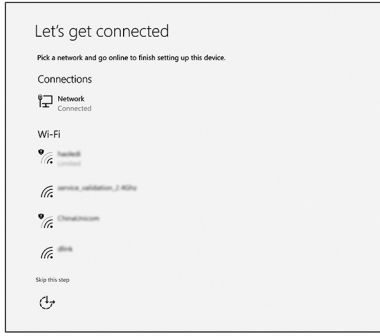 Let's get connected
Pick a network and go online to finish setting up this device.
Connections
Network
Connected
Wi-Fi
Limited
service_validation_2.4Ghz
ChinaUnicom
dlink
Skip this step